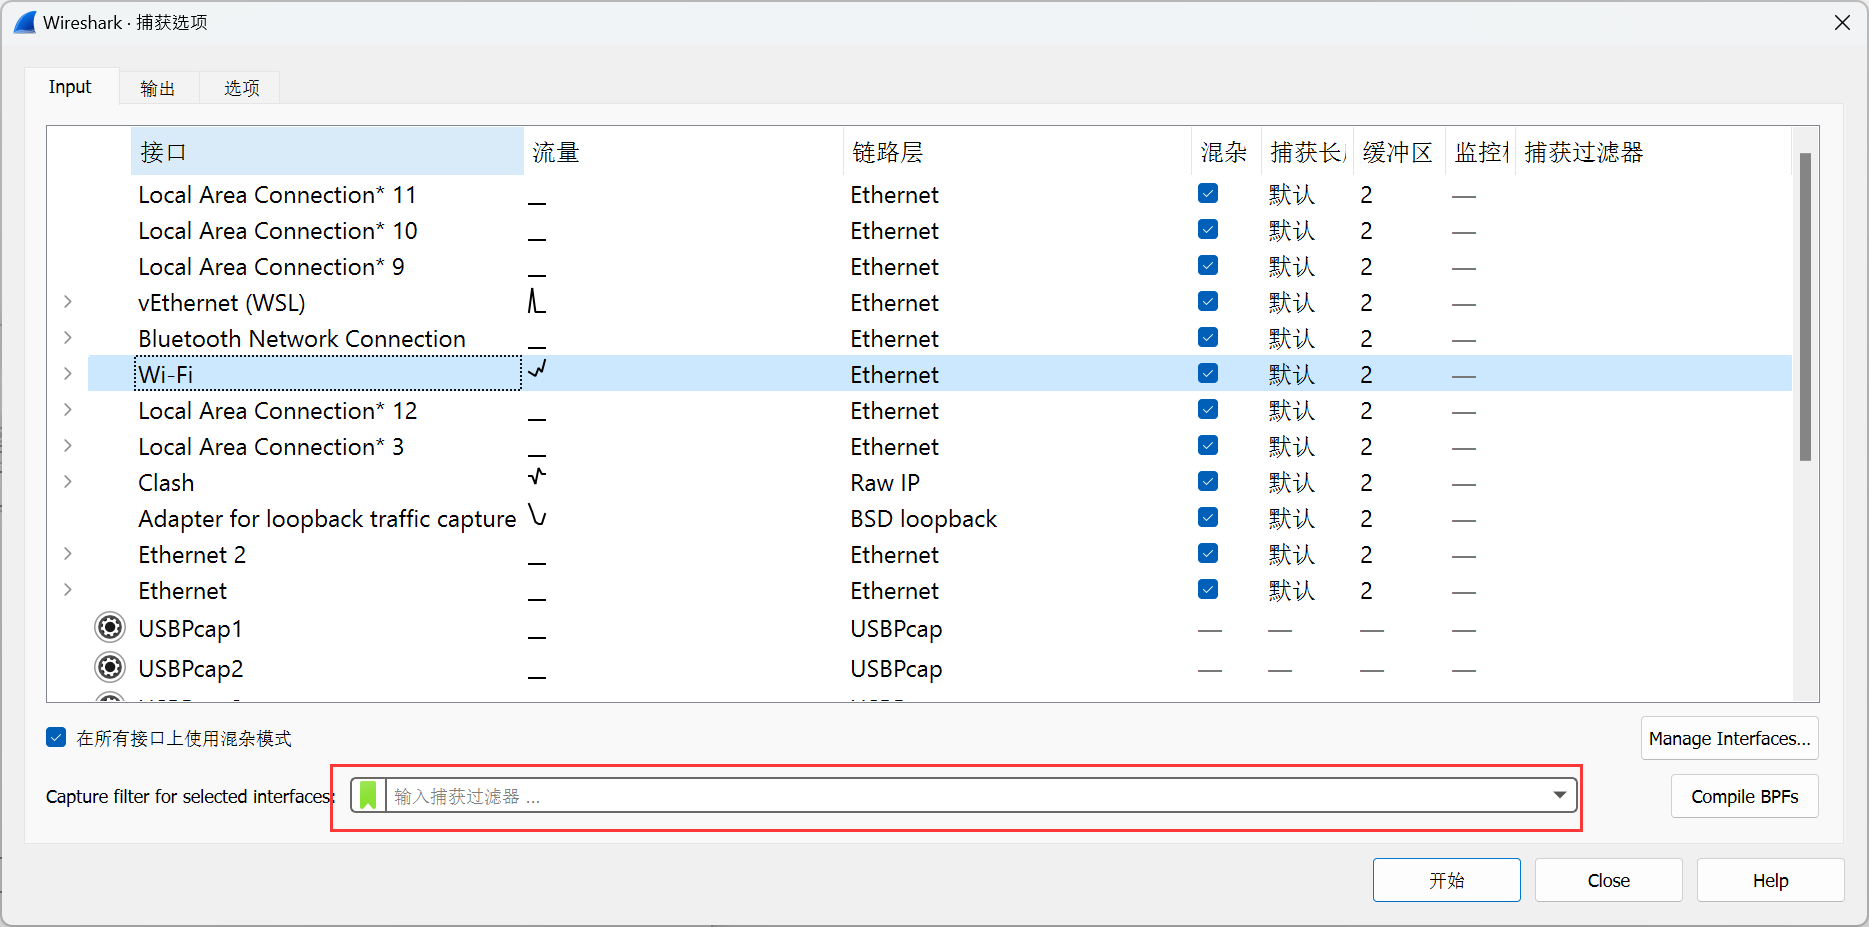 Wireshark · 捕获选项
Input 输出 选项
接口 流量 链路层 混杂 捕获长 缓冲区 监控 捕获过滤器
Local Area Connection* 11 Ethernet 默认 2 —
Local Area Connection* 10 Ethernet 默认 2 —
Local Area Connection* 9 Ethernet 默认 2 —
vEthernet (WSL) Ethernet 默认 2 —
Bluetooth Network Connection Ethernet 默认 2 —
Wi-Fi Ethernet 默认 2 —
Local Area Connection* 12 Ethernet 默认 2 —
Local Area Connection* 3 Ethernet 默认 2 —
Clash Raw IP 默认 2 —
Adapter for loopback traffic capture BSD loopback 默认 2 —
Ethernet 2 Ethernet 默认 2 —
Ethernet Ethernet 默认 2 —
USBPcap1 USBPcap — — — —
USBPcap2 USBPcap — — — —
在所有接口上使用混杂模式 Manage Interfaces...
Capture filter for selected interfaces: 输入捕获过滤器 ... Compile BPFs
开始 Close Help